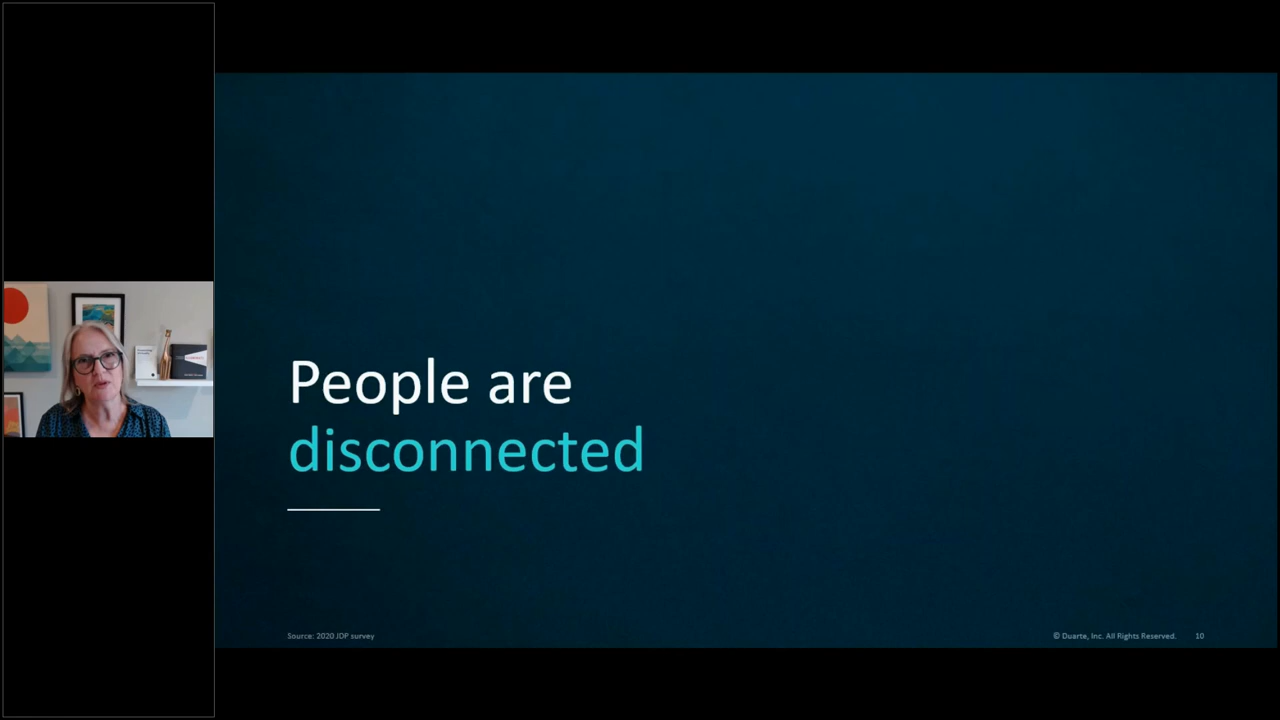 People are
disconnected
Source: 2020 JDP survey
© Duarte, Inc. All Rights Reserved. 10